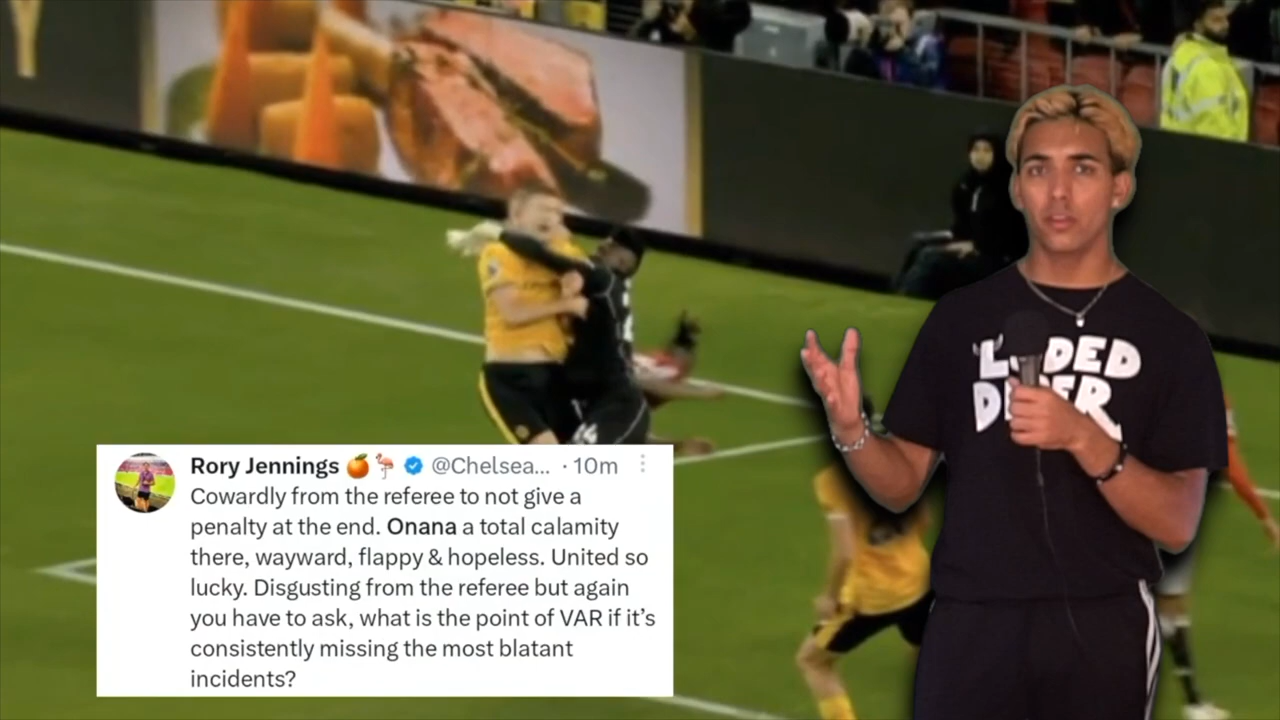 Rory Jennings 🍊🦩 @Chelsea... · 10m
Cowardly from the referee to not give a
penalty at the end. Onana a total calamity
there, wayward, flappy & hopeless. United so
lucky. Disgusting from the referee but again
you have to ask, what is the point of VAR if it's
consistently missing the most blatant
incidents?